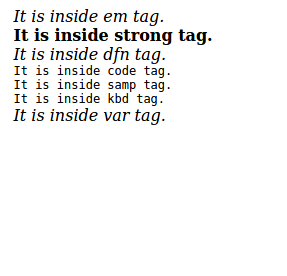 It is inside em tag.
It is inside strong tag.
It is inside dfn tag.
It is inside code tag.
It is inside samp tag.
It is inside kbd tag.
It is inside var tag.